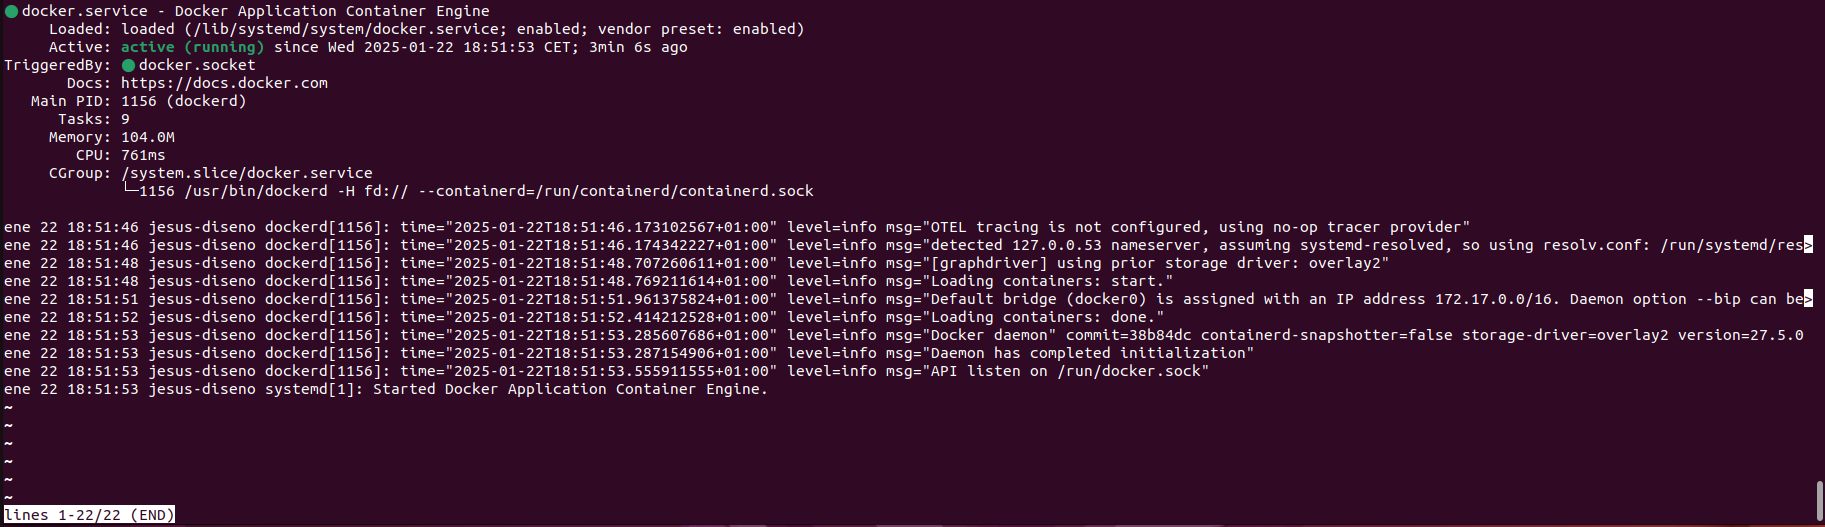 docker.service - Docker Application Container Engine
Loaded: loaded (/lib/systemd/system/docker.service; enabled; vendor preset: enabled)
Active: active (running) since Wed 2025-01-22 18:51:53 CET; 3min 6s ago
TriggeredBy: docker.socket
Docs: https://docs.docker.com
Main PID: 1156 (dockerd)
Tasks: 9
Memory: 104.0M
CPU: 761ms
CGroup: /system.slice/docker.service
└─1156 /usr/bin/dockerd -H fd:// --containerd=/run/containerd/containerd.sock
ene 22 18:51:46 jesus-diseno dockerd[1156]: time="2025-01-22T18:51:46.173102567+01:00" level=info msg="OTEL tracing is not configured, using no-op tracer provider"
ene 22 18:51:46 jesus-diseno dockerd[1156]: time="2025-01-22T18:51:46.174342227+01:00" level=info msg="detected 127.0.0.53 nameserver, assuming systemd-resolved, so using resolv.conf: /run/systemd/res>
ene 22 18:51:48 jesus-diseno dockerd[1156]: time="2025-01-22T18:51:48.707260611+01:00" level=info msg="[graphdriver] using prior storage driver: overlay2"
ene 22 18:51:48 jesus-diseno dockerd[1156]: time="2025-01-22T18:51:48.769211614+01:00" level=info msg="Loading containers: start."
ene 22 18:51:51 jesus-diseno dockerd[1156]: time="2025-01-22T18:51:51.961375824+01:00" level=info msg="Default bridge (docker0) is assigned with an IP address 172.17.0.0/16. Daemon option --bip can be>
ene 22 18:51:52 jesus-diseno dockerd[1156]: time="2025-01-22T18:51:52.414212528+01:00" level=info msg="Loading containers: done."
ene 22 18:51:53 jesus-diseno dockerd[1156]: time="2025-01-22T18:51:53.285607686+01:00" level=info msg="Docker daemon" commit=38b84dc containerd-snapshotter=false storage-driver=overlay2 version=27.5.0
ene 22 18:51:53 jesus-diseno dockerd[1156]: time="2025-01-22T18:51:53.287154906+01:00" level=info msg="Daemon has completed initialization"
ene 22 18:51:53 jesus-diseno dockerd[1156]: time="2025-01-22T18:51:53.555911555+01:00" level=info msg="API listen on /run/docker.sock"
ene 22 18:51:53 jesus-diseno systemd[1]: Started Docker Application Container Engine.
~
~
~
~
~
~
lines 1-22/22 (END)